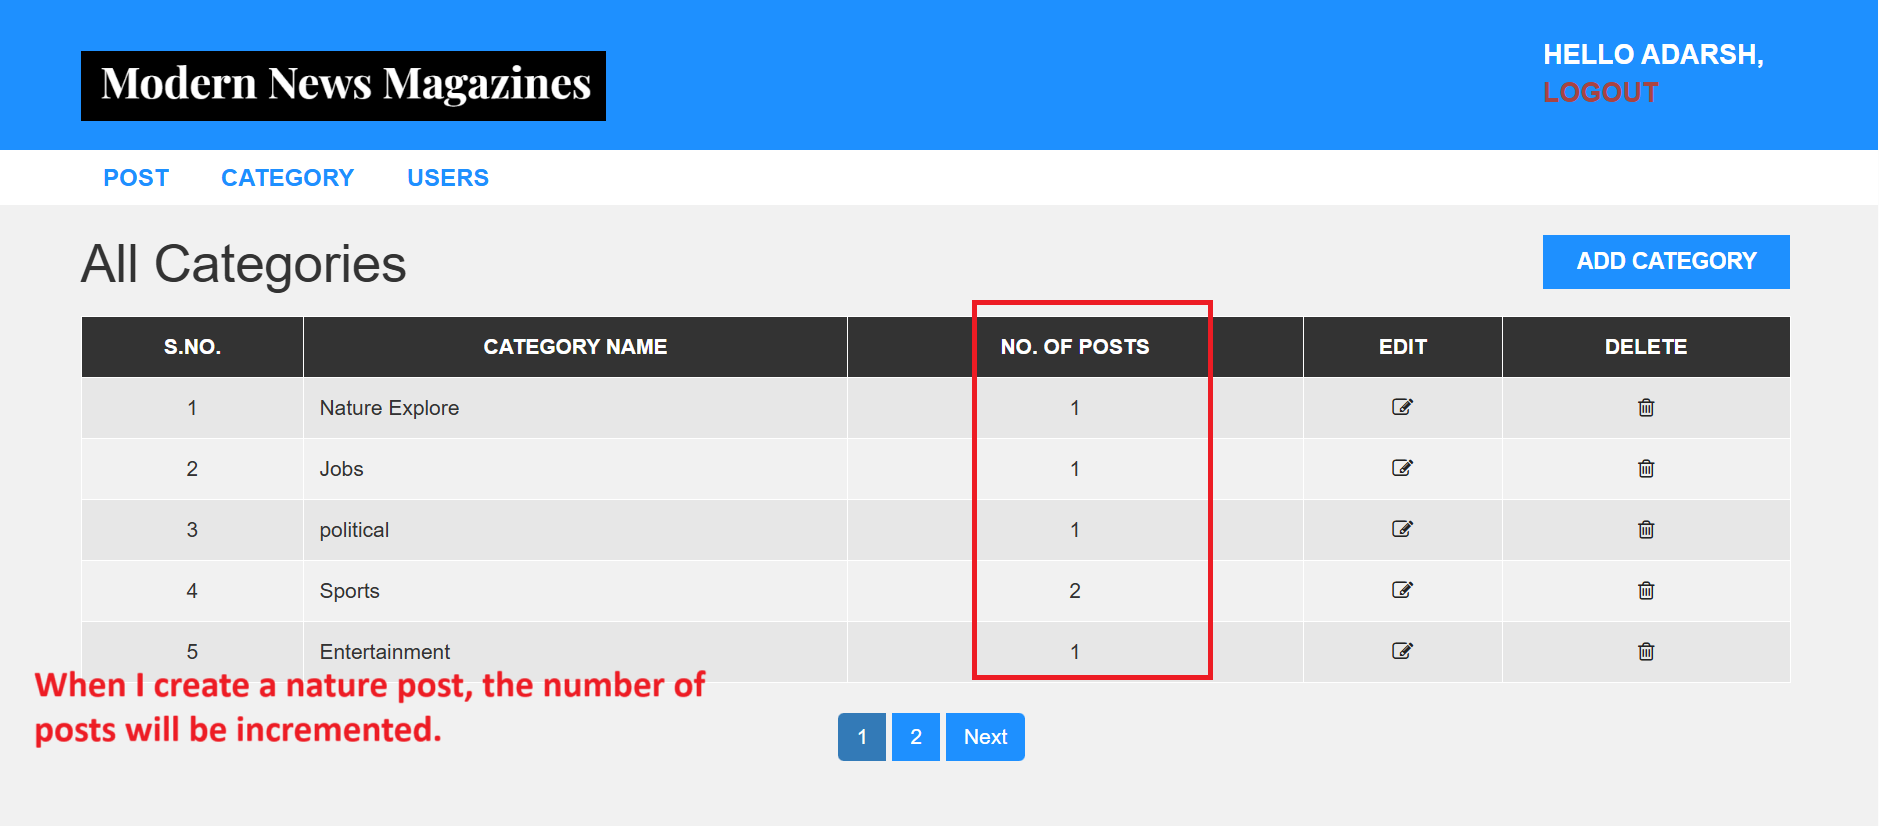 HELLO ADARSH,
Modern News Magazines
LOGOUT
POST CATEGORY USERS
All Categories
ADD CATEGORY
S.NO. CATEGORY NAME NO. OF POSTS EDIT DELETE
1 Nature Explore 1
2 Jobs 1
3 political 1
4 Sports 2
5 Entertainment 1
When I create a nature post, the number of
posts will be incremented.
1 2 Next